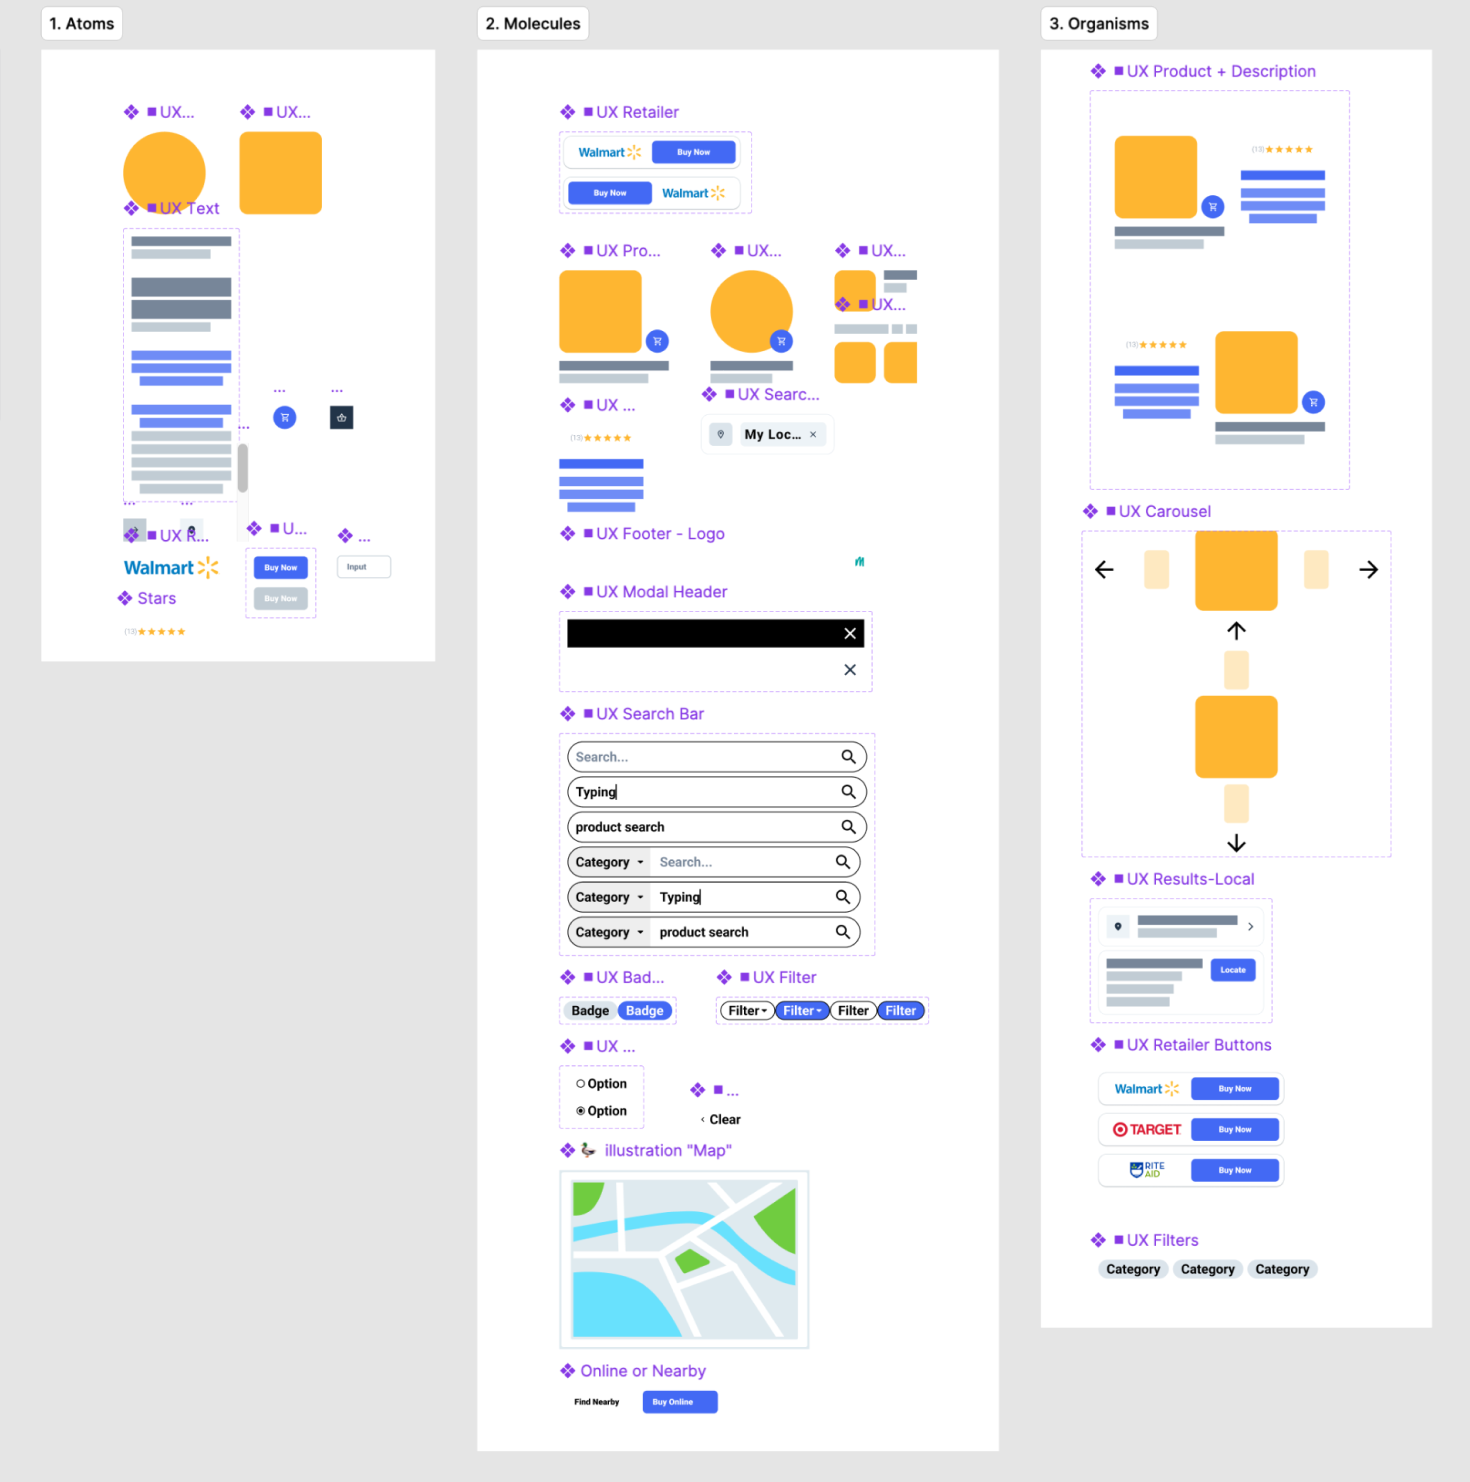 1. Atoms
UX...
UX...
UX Text
...
...
...
...
...
UX R...
U...
...
Walmart
Buy Now
Input
Buy Now
Stars
(13)
2. Molecules
UX Retailer
Walmart
Buy Now
Buy Now
Walmart
UX Pro...
UX...
UX...
UX...
UX Searc...
My Loc...
UX ...
(13)
UX Footer - Logo
UX Modal Header
UX Search Bar
Search...
Typing
product search
Category Search...
Category Typing
Category product search
UX Bad...
UX Filter
Badge Badge
Filter Filter Filter Filter
UX ...
Option
Option
...
Clear
illustration "Map"
Online or Nearby
Find Nearby
Buy Online
3. Organisms
UX Product + Description
(13)
(13)
UX Carousel
UX Results-Local
Locate
UX Retailer Buttons
Walmart
Buy Now
TARGET
Buy Now
RITE
AID
Buy Now
UX Filters
Category Category Category